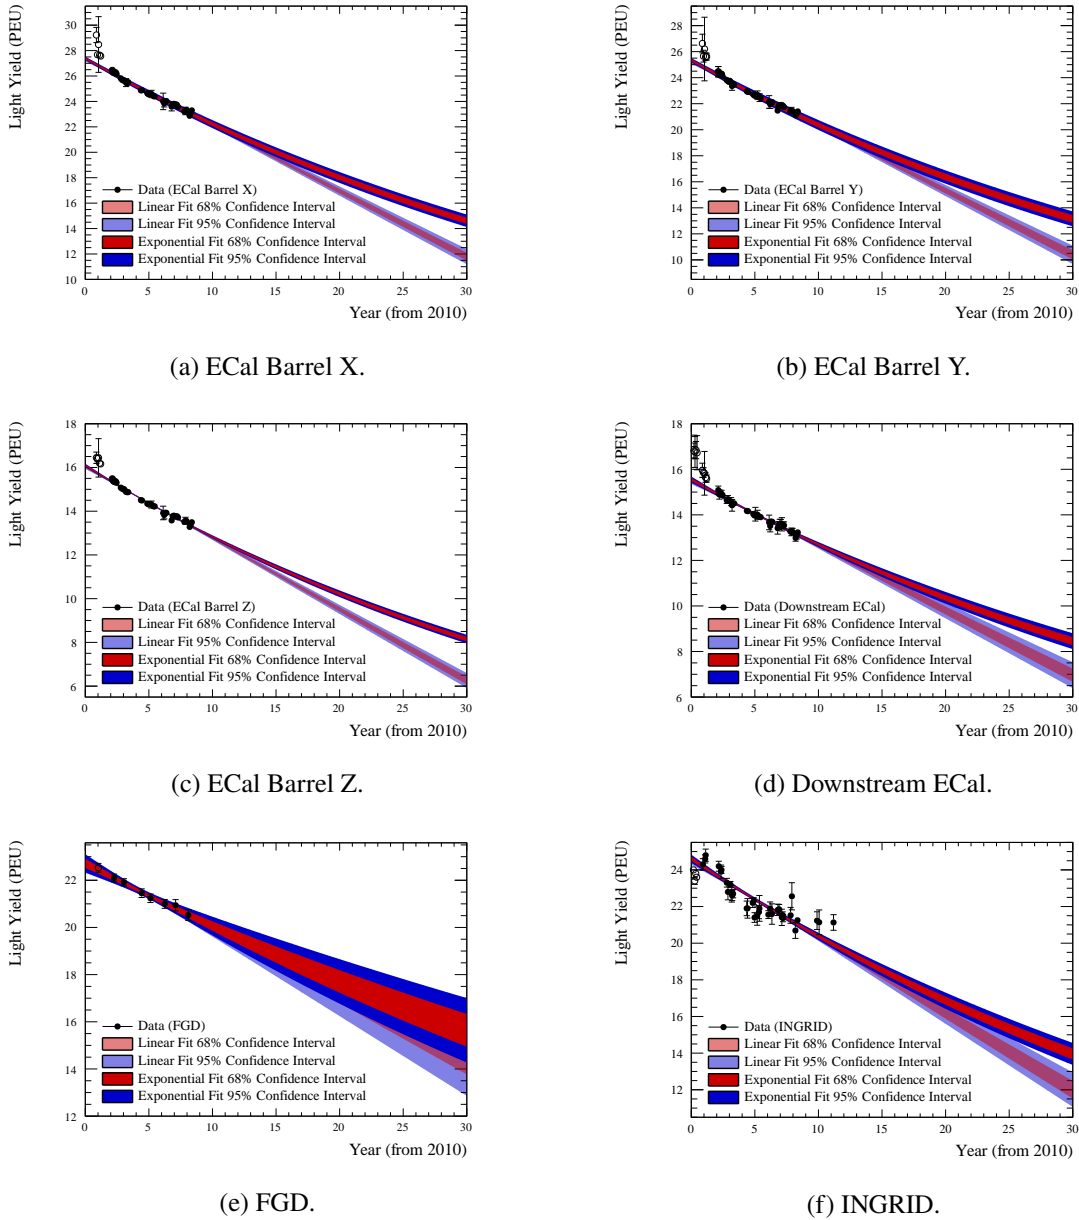 Light Yield (PEU)
30
28
26
24
22
20
18
16
14
12
10
Data (ECal Barrel X)
Linear Fit 68% Confidence Interval
Linear Fit 95% Confidence Interval
Exponential Fit 68% Confidence Interval
Exponential Fit 95% Confidence Interval
0 5 10 15 20 25 30
Year (from 2010)
(a) ECal Barrel X.
Light Yield (PEU)
28
26
24
22
20
18
16
14
12
10
Data (ECal Barrel Y)
Linear Fit 68% Confidence Interval
Linear Fit 95% Confidence Interval
Exponential Fit 68% Confidence Interval
Exponential Fit 95% Confidence Interval
0 5 10 15 20 25 30
Year (from 2010)
(b) ECal Barrel Y.
Light Yield (PEU)
18
16
14
12
10
8
6
Data (ECal Barrel Z)
Linear Fit 68% Confidence Interval
Linear Fit 95% Confidence Interval
Exponential Fit 68% Confidence Interval
Exponential Fit 95% Confidence Interval
0 5 10 15 20 25 30
Year (from 2010)
(c) ECal Barrel Z.
Light Yield (PEU)
18
17
16
15
14
13
12
11
10
9
8
7
6
Data (Downstream ECal)
Linear Fit 68% Confidence Interval
Linear Fit 95% Confidence Interval
Exponential Fit 68% Confidence Interval
Exponential Fit 95% Confidence Interval
0 5 10 15 20 25 30
Year (from 2010)
(d) Downstream ECal.
Light Yield (PEU)
22
20
18
16
14
12
Data (FGD)
Linear Fit 68% Confidence Interval
Linear Fit 95% Confidence Interval
Exponential Fit 68% Confidence Interval
Exponential Fit 95% Confidence Interval
0 5 10 15 20 25 30
Year (from 2010)
(e) FGD.
Light Yield (PEU)
24
22
20
18
16
14
12
Data (INGRID)
Linear Fit 68% Confidence Interval
Linear Fit 95% Confidence Interval
Exponential Fit 68% Confidence Interval
Exponential Fit 95% Confidence Interval
0 5 10 15 20 25 30
Year (from 2010)
(f) INGRID.